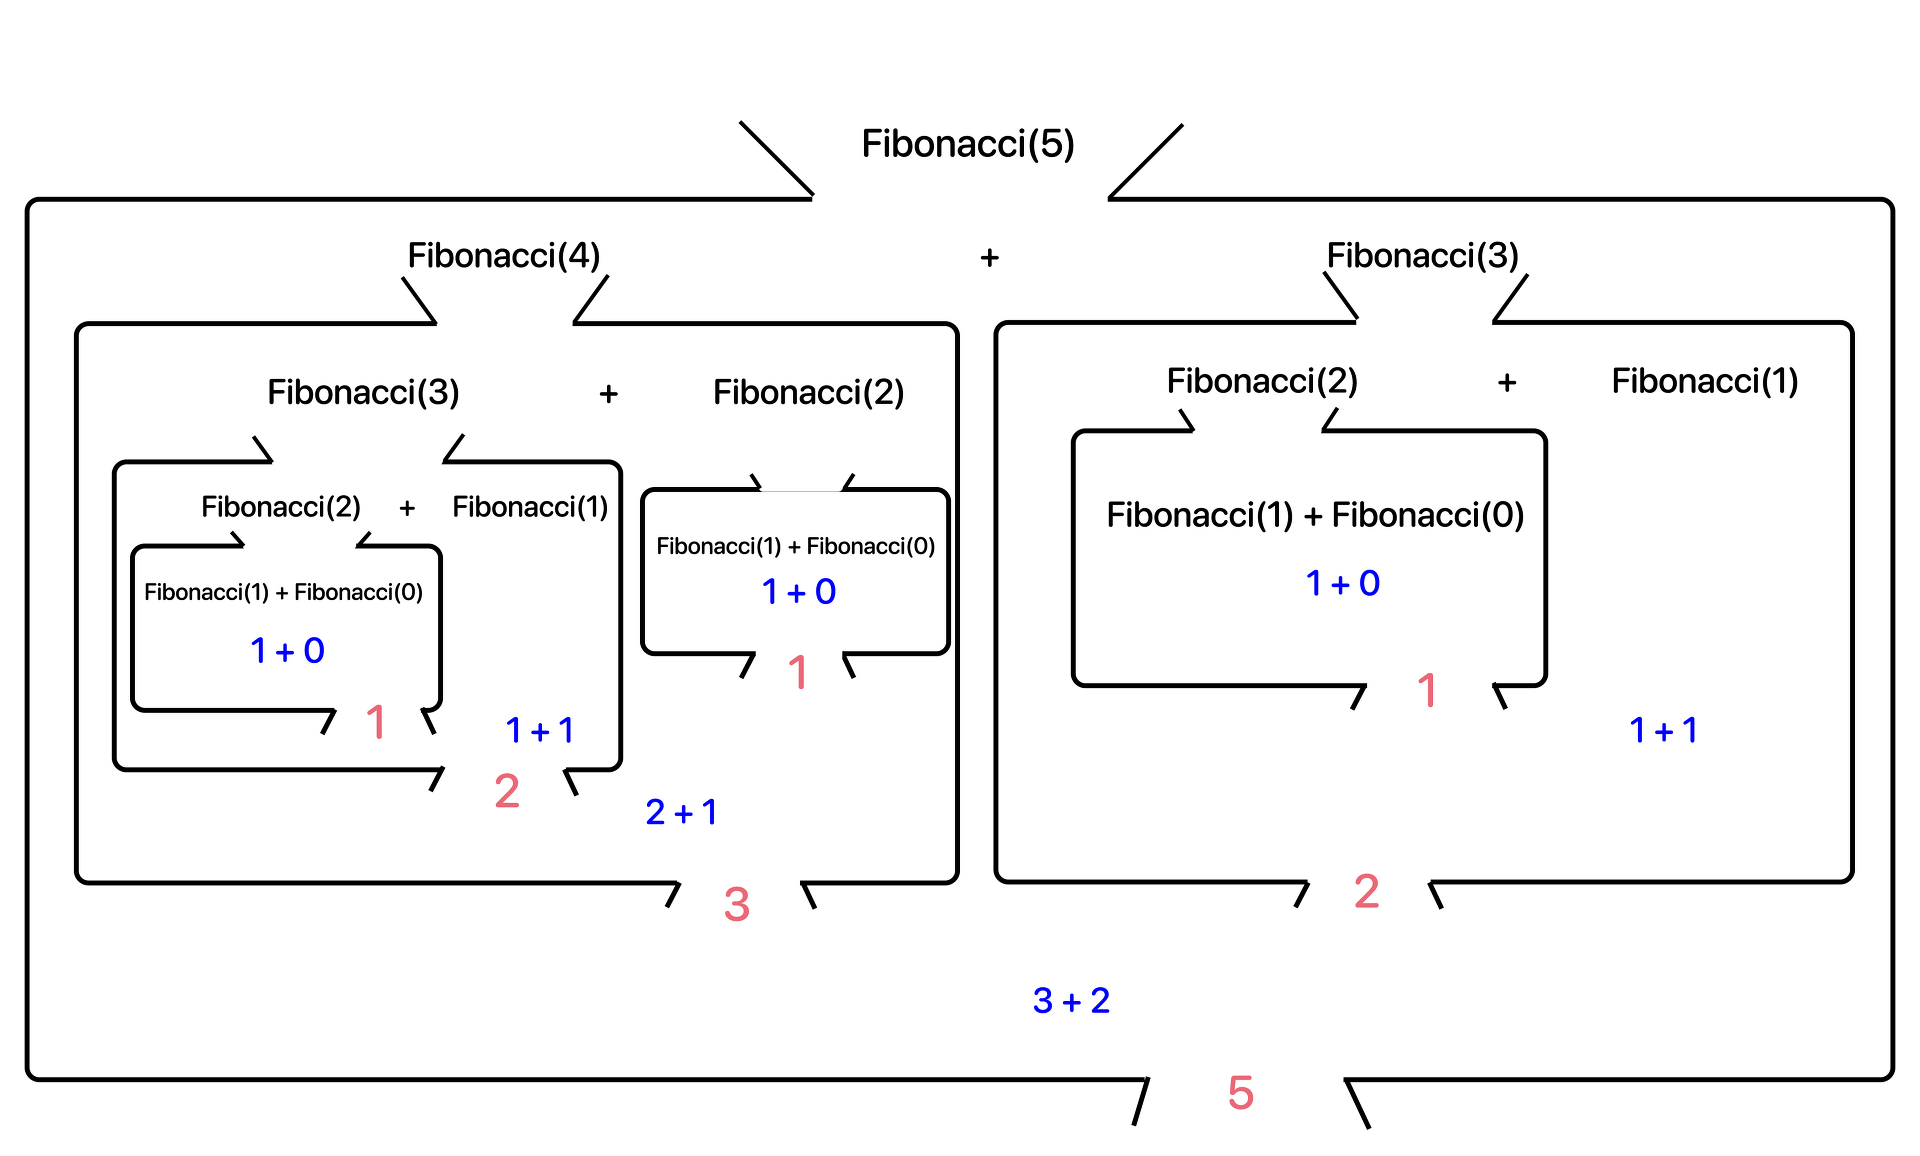 Fibonacci(5)
Fibonacci(4) + Fibonacci(3)
Fibonacci(3) + Fibonacci(2)
Fibonacci(2) + Fibonacci(1)
Fibonacci(2) + Fibonacci(1)
Fibonacci(1) + Fibonacci(0)
1 + 0
1
1 + 1
2
Fibonacci(1) + Fibonacci(0)
1 + 0
1
2 + 1
3
Fibonacci(1) + Fibonacci(0)
1 + 0
1
1 + 1
2
3 + 2
5